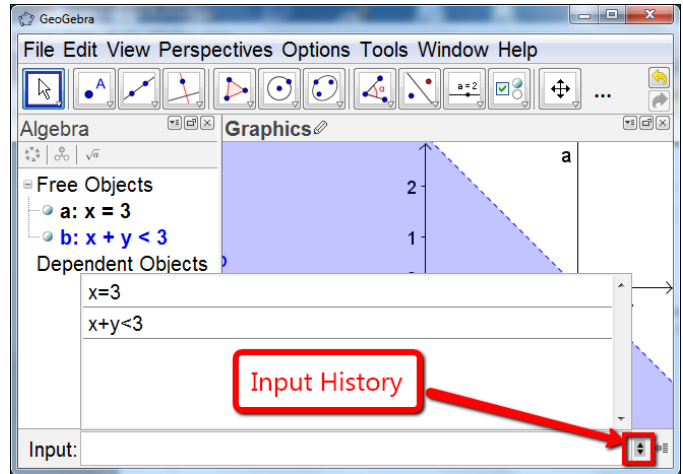 GeoGebra
File Edit View Perspectives Options Tools Window Help
A
α
a=2
...
Algebra
Graphics
√α
Free Objects
a: x = 3
b: x + y < 3
Dependent Objects
a
2
1
x=3
x+y<3
Input History
Input: